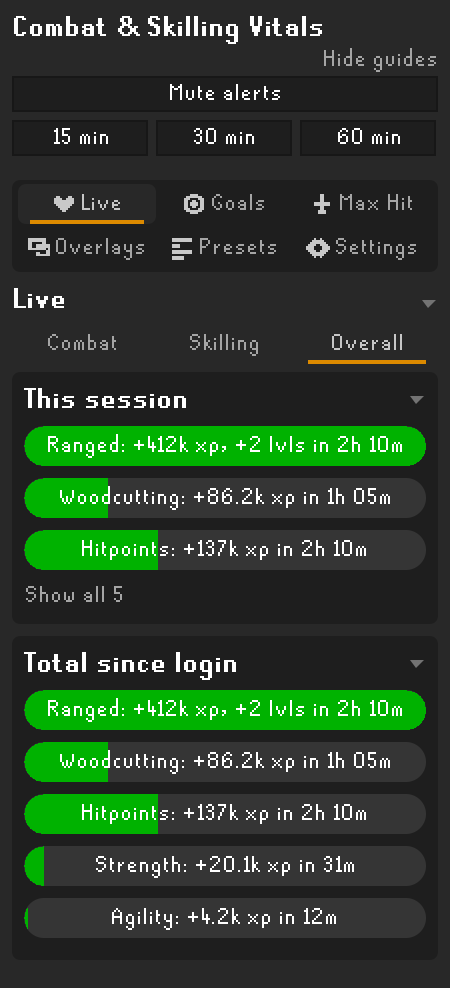 Combat & Skilling Vitals
Hide guides
Mute alerts
15 min 30 min 60 min
Live Goals Max Hit
Overlays Presets Settings
Live
Combat Skilling Overall
This session
Ranged: +412k xp, +2 lvls in 2h 10m
Woodcutting: +86.2k xp in 1h 05m
Hitpoints: +137k xp in 2h 10m
Show all 5
Total since login
Ranged: +412k xp, +2 lvls in 2h 10m
Woodcutting: +86.2k xp in 1h 05m
Hitpoints: +137k xp in 2h 10m
Strength: +20.1k xp in 31m
Agility: +4.2k xp in 12m